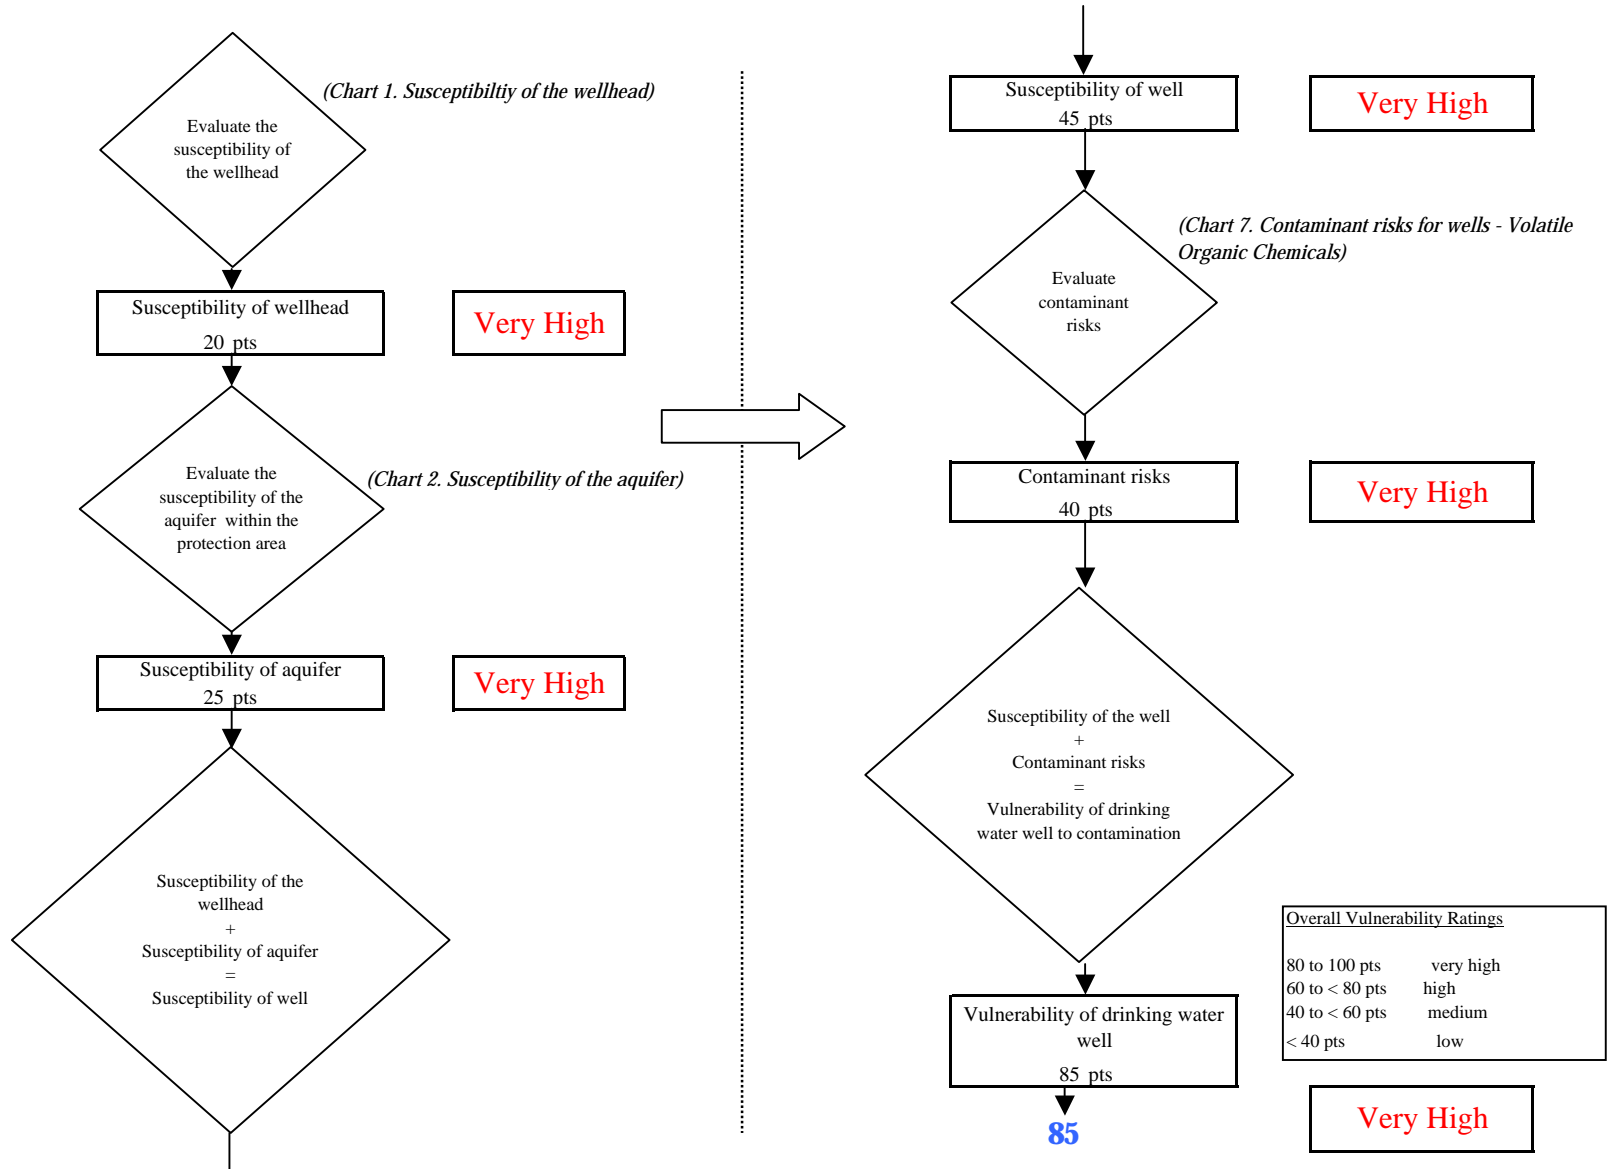 (Chart 1. Susceptibiltiy of the wellhead)
Evaluate the
susceptibility of
the wellhead
Susceptibility of wellhead
20 pts
Very High
Evaluate the
susceptibility of the
aquifer within the
protection area
(Chart 2. Susceptibility of the aquifer)
Susceptibility of aquifer
25 pts
Very High
Susceptibility of the
wellhead
+
Susceptibility of aquifer
=
Susceptibility of well
Susceptibility of well
45 pts
Very High
(Chart 7. Contaminant risks for wells - Volatile
Organic Chemicals)
Evaluate
contaminant
risks
Contaminant risks
40 pts
Very High
Susceptibility of the well
+
Contaminant risks
=
Vulnerability of drinking
water well to contamination
Overall Vulnerability Ratings
80 to 100 pts very high
60 to < 80 pts high
40 to < 60 pts medium
< 40 pts low
Vulnerability of drinking water
well
85 pts
85
Very High